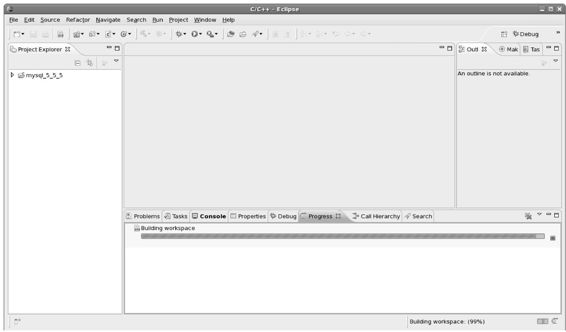 C/C++ - Eclipse
File Edit Source Refactor Navigate Search Run Project Window Help
Debug
Project Explorer
Outl Mak Tas
mysql_5_5_5
An outline is not available.
Problems Tasks Console Properties Debug Progress Call Hierarchy Search
Building workspace
Building workspace: (99%)